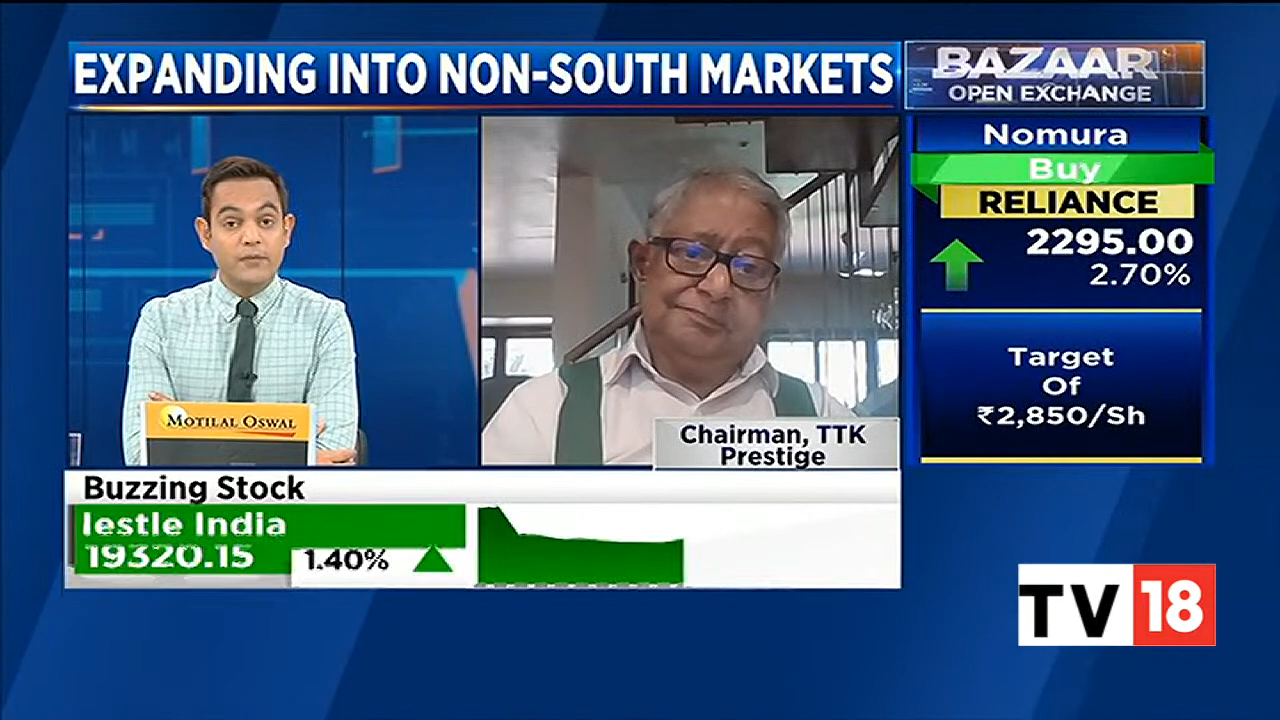 EXPANDING INTO NON-SOUTH MARKETS
BAZAAR
OPEN EXCHANGE
Nomura
Buy
RELIANCE
2295.00
2.70%
Target
Of
₹2,850/Sh
MOTILAL OSWAL
Chairman, TTK
Prestige
Buzzing Stock
lestle India
19320.15
1.40%
TV18